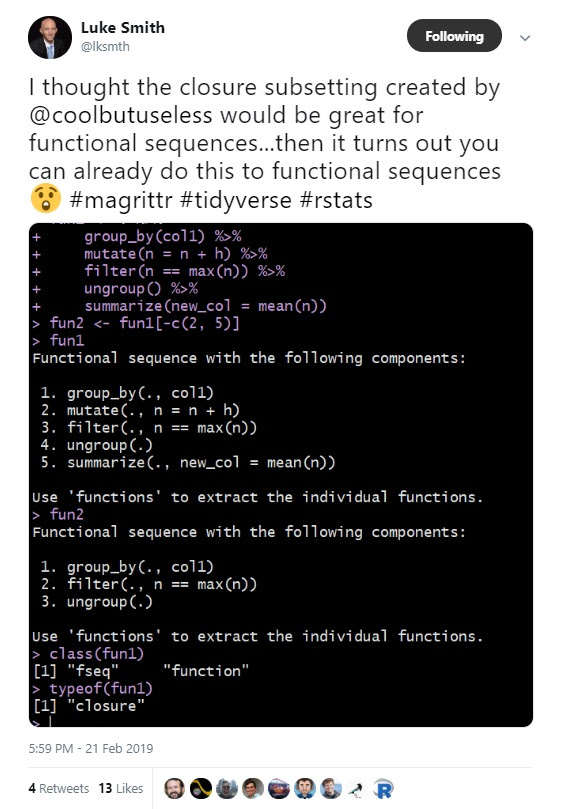 Luke Smith
@lksmth
Following
I thought the closure subsetting created by
@coolbutuseless would be great for
functional sequences...then it turns out you
can already do this to functional sequences
😲 #magrittr #tidyverse #rstats
+     group_by(col1) %>%
+     mutate(n = n + h) %>%
+     filter(n == max(n)) %>%
+     ungroup() %>%
+     summarize(new_col = mean(n))
> fun2 <- fun1[-c(2, 5)]
> fun1
Functional sequence with the following components:
1. group_by(., col1)
2. mutate(., n = n + h)
3. filter(., n == max(n))
4. ungroup(.)
5. summarize(., new_col = mean(n))
Use 'functions' to extract the individual functions.
> fun2
Functional sequence with the following components:
1. group_by(., col1)
2. filter(., n == max(n))
3. ungroup(.)
Use 'functions' to extract the individual functions.
> class(fun1)
[1] "fseq"     "function"
> typeof(fun1)
[1] "closure"
> |
5:59 PM - 21 Feb 2019
4 Retweets 13 Likes
R